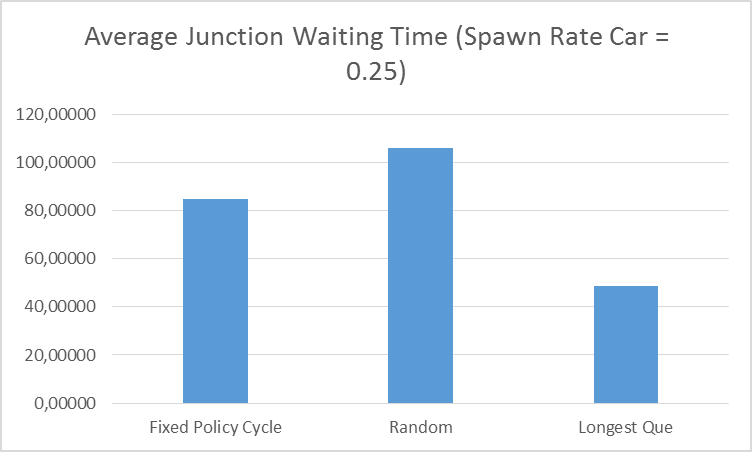 Average Junction Waiting Time (Spawn Rate Car =
0.25)
120,00000
100,00000
80,00000
60,00000
40,00000
20,00000
0,00000
Fixed Policy Cycle
Random
Longest Que